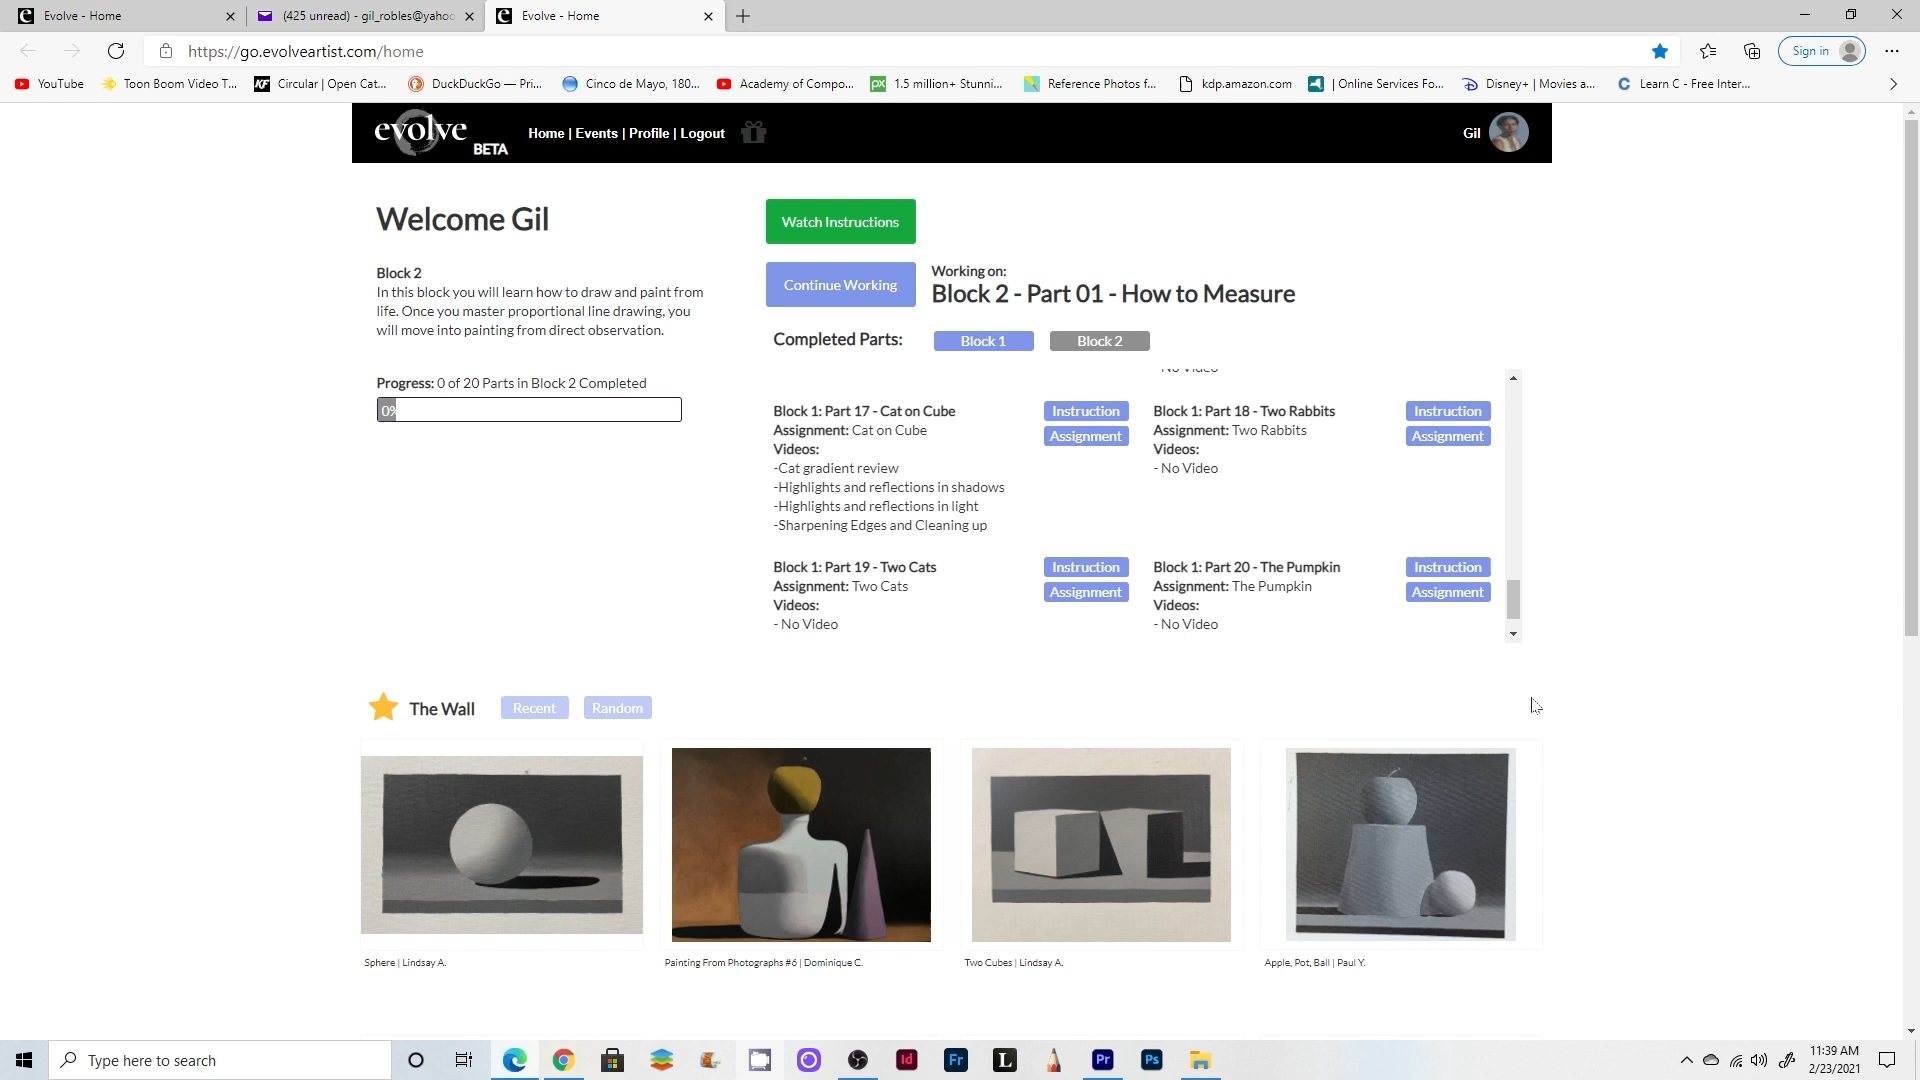 Evolve - Home
(425 unread) - gil_robles@yahoo
Evolve - Home
https://go.evolveartist.com/home
Sign in
YouTube
Toon Boom Video T...
Circular | Open Cat...
DuckDuckGo — Pri...
Cinco de Mayo, 180...
Academy of Compo...
1.5 million+ Stunni...
Reference Photos f...
kdp.amazon.com
| Online Services Fo...
Disney+ | Movies a...
Learn C - Free Inter...
evolve BETA
Home | Events | Profile | Logout
Gil
Welcome Gil
Watch Instructions
Block 2
In this block you will learn how to draw and paint from
life. Once you master proportional line drawing, you
will move into painting from direct observation.
Progress: 0 of 20 Parts in Block 2 Completed
0%
Continue Working
Working on:
Block 2 - Part 01 - How to Measure
Completed Parts:
Block 1
Block 2
- No Video
Block 1: Part 17 - Cat on Cube
Assignment: Cat on Cube
Videos:
-Cat gradient review
-Highlights and reflections in shadows
-Highlights and reflections in light
-Sharpening Edges and Cleaning up
Instruction
Assignment
Block 1: Part 18 - Two Rabbits
Assignment: Two Rabbits
Videos:
- No Video
Instruction
Assignment
Block 1: Part 19 - Two Cats
Assignment: Two Cats
Videos:
- No Video
Instruction
Assignment
Block 1: Part 20 - The Pumpkin
Assignment: The Pumpkin
Videos:
- No Video
Instruction
Assignment
The Wall
Recent
Random
Sphere | Lindsay A.
Painting From Photographs #6 | Dominique C.
Two Cubes | Lindsay A.
Apple, Pot, Ball | Paul Y.
Type here to search
Id
Fr
L
Pr
Ps
11:39 AM
2/23/2021